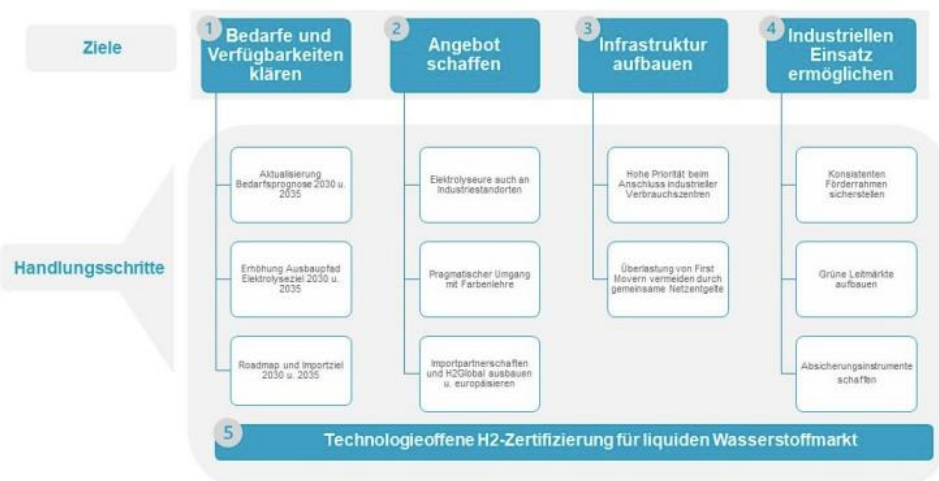 Ziele
1
Bedarfe und
Verfügbarkeiten
klären
2
Angebot
schaffen
3
Infrastruktur
aufbauen
4
Industriellen
Einsatz
ermöglichen
Handlungsschritte
Aktualisierung
Bedarfsprognose 2030 u.
2035
Erhöhung Ausbaupfad
Elektrolyseziel 2030 u.
2035
Roadmap und Importziel
2030 u. 2035
Elektrolyseure auch an
Industriestandorten
Pragmatischer Umgang
mit Farbenlehre
Importpartnerschaften
und H2Global ausbauen
u. europäisieren
Hohe Priorität beim
Anschluss industrieller
Verbrauchszentren
Überlastung von First
Movern vermeiden durch
gemeinsame Netzentgelte
Konsistenten
Förderrahmen
sicherstellen
Grüne Leitmärkte
aufbauen
Absicherungsinstrumente
schaffen
5
Technologieoffene H2-Zertifizierung für liquiden Wasserstoffmarkt